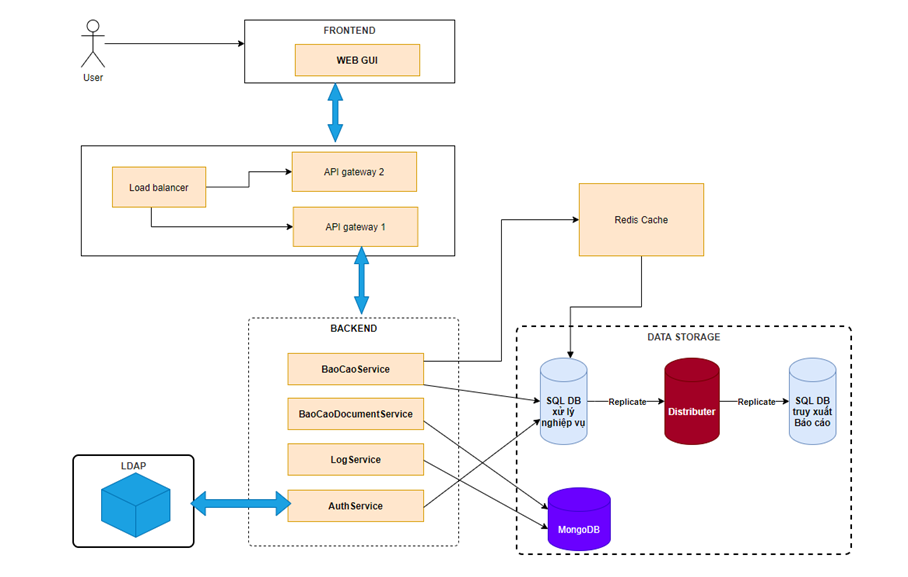 FRONTEND
WEB GUI
User
API gateway 2
Load balancer
API gateway 1
Redis Cache
BACKEND
DATA STORAGE
BaoCaoService
BaoCaoDocumentService
LogService
AuthService
LDAP
SQL DB
xử lý
nghiệp vụ
Replicate
Distributer
Replicate
SQL DB
truy xuất
Báo cáo
MongoDB